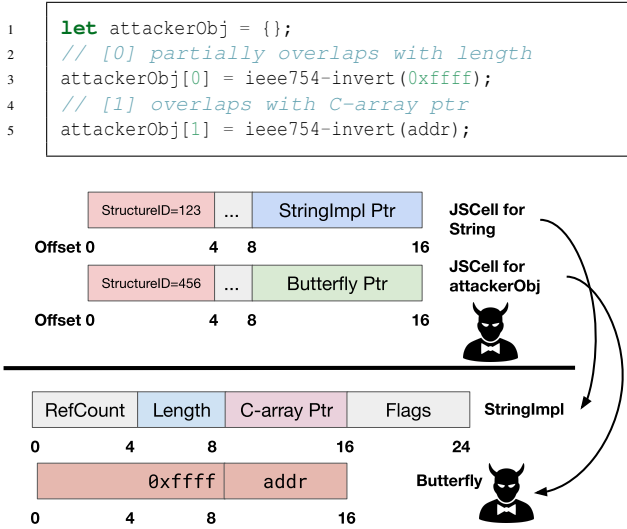 1 let attackerObj = {};
2 // [0] partially overlaps with length
3 attackerObj[0] = ieee754-invert(0xffff);
4 // [1] overlaps with C-array ptr
5 attackerObj[1] = ieee754-invert(addr);
StructureID=123 ... StringImpl Ptr
JSCell for
String
Offset 0 4 8 16
StructureID=456 ... Butterfly Ptr
JSCell for
attackerObj
Offset 0 4 8 16
RefCount Length C-array Ptr Flags StringImpl
0 4 8 16 24
0xffff addr Butterfly
0 4 8 16